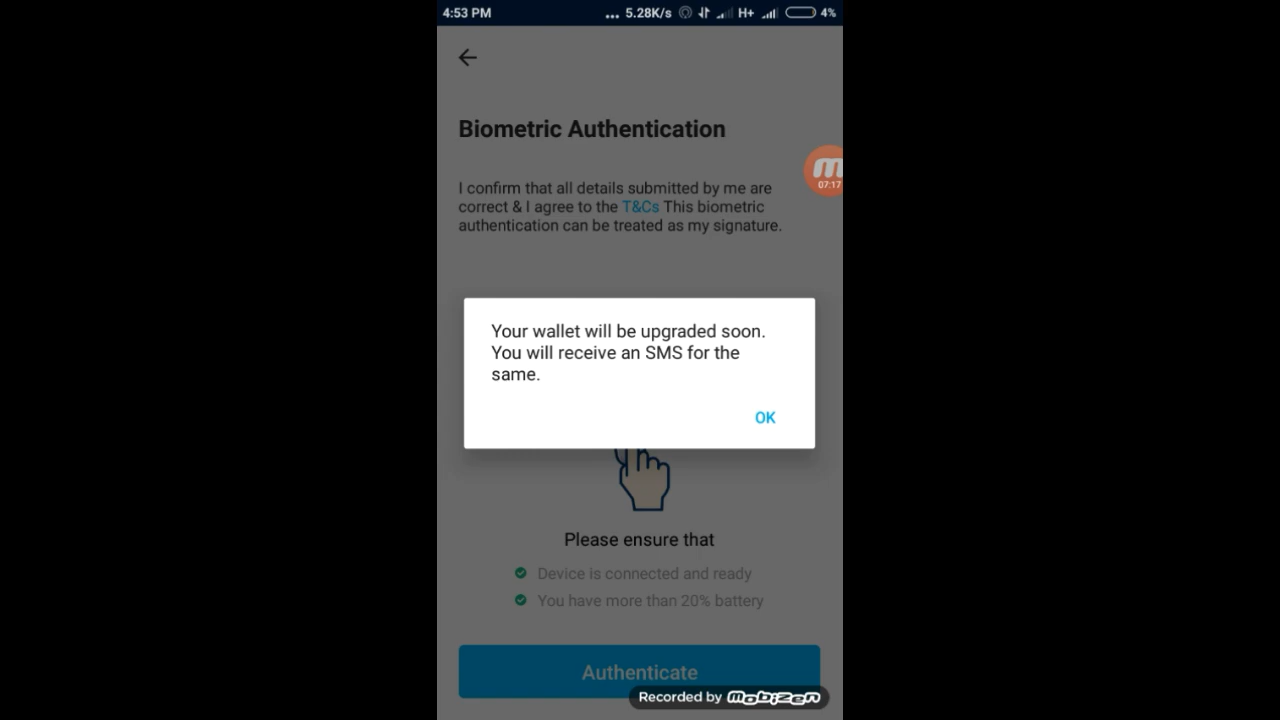 4:53 PM ... 5.28K/s H+ 4%
Biometric Authentication
m
07:17
I confirm that all details submitted by me are
correct & I agree to the T&Cs This biometric
authentication can be treated as my signature.
Your wallet will be upgraded soon.
You will receive an SMS for the
same.
OK
Please ensure that
Device is connected and ready
You have more than 20% battery
Authenticate
Recorded by mobizen